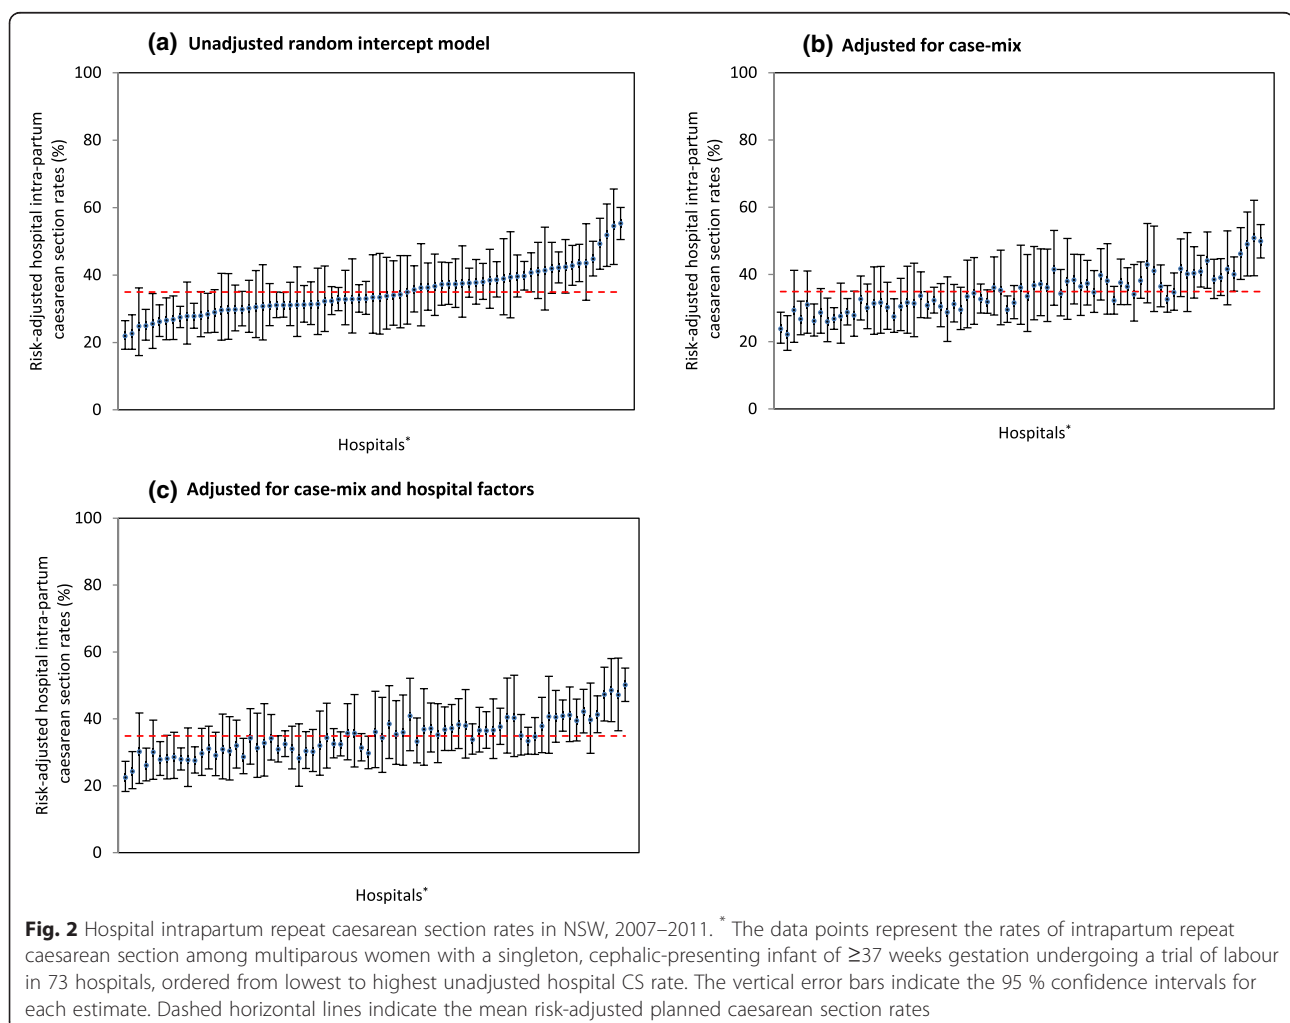 (a) Unadjusted random intercept model
Risk-adjusted hospital intra-partum
caesarean section rates (%)
100
80
60
40
20
0
Hospitals*
(b) Adjusted for case-mix
Risk-adjusted hospital intra-partum
caesarean section rates (%)
100
80
60
40
20
0
Hospitals*
(c) Adjusted for case-mix and hospital factors
Risk-adjusted hospital intra-partum
caesarean section rates (%)
100
80
60
40
20
0
Hospitals*
Fig. 2 Hospital intrapartum repeat caesarean section rates in NSW, 2007–2011. * The data points represent the rates of intrapartum repeat
caesarean section among multiparous women with a singleton, cephalic-presenting infant of ≥37 weeks gestation undergoing a trial of labour
in 73 hospitals, ordered from lowest to highest unadjusted hospital CS rate. The vertical error bars indicate the 95 % confidence intervals for
each estimate. Dashed horizontal lines indicate the mean risk-adjusted planned caesarean section rates